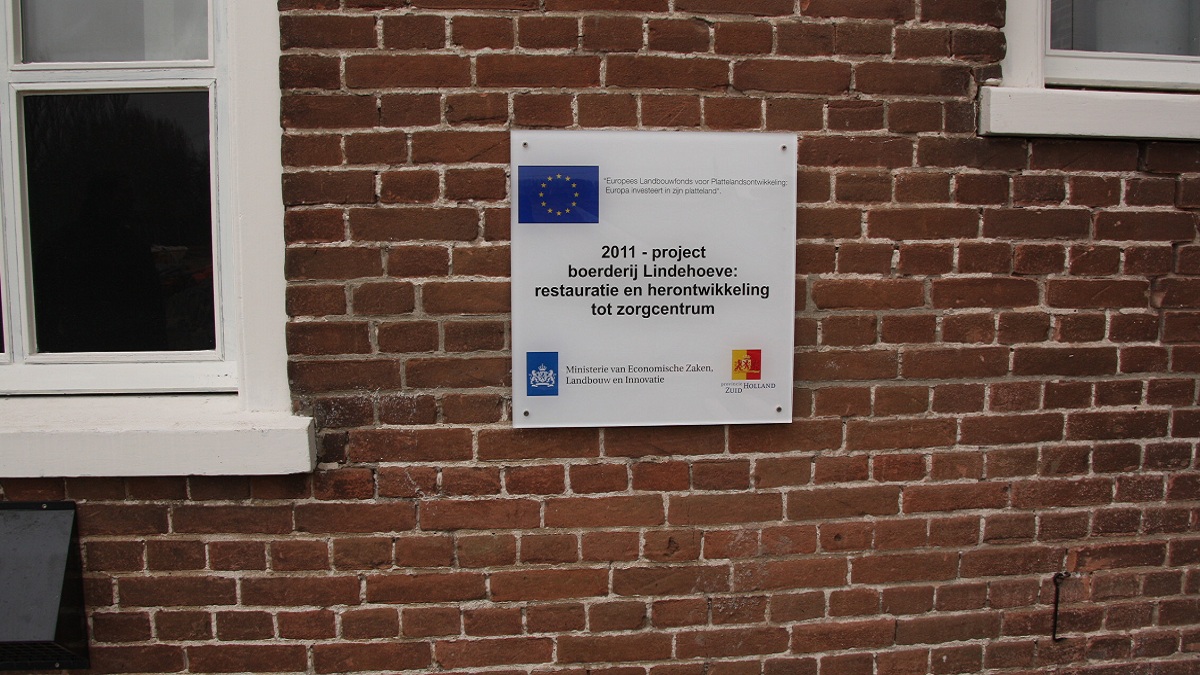 "Europees Landbouwfonds voor Plattelandsontwikkeling:
Europa investeert in zijn platteland".
2011 - project
boerderij Lindehoeve:
restauratie en herontwikkeling
tot zorgcentrum
Ministerie van Economische Zaken,
Landbouw en Innovatie
provincie HOLLAND
ZUID